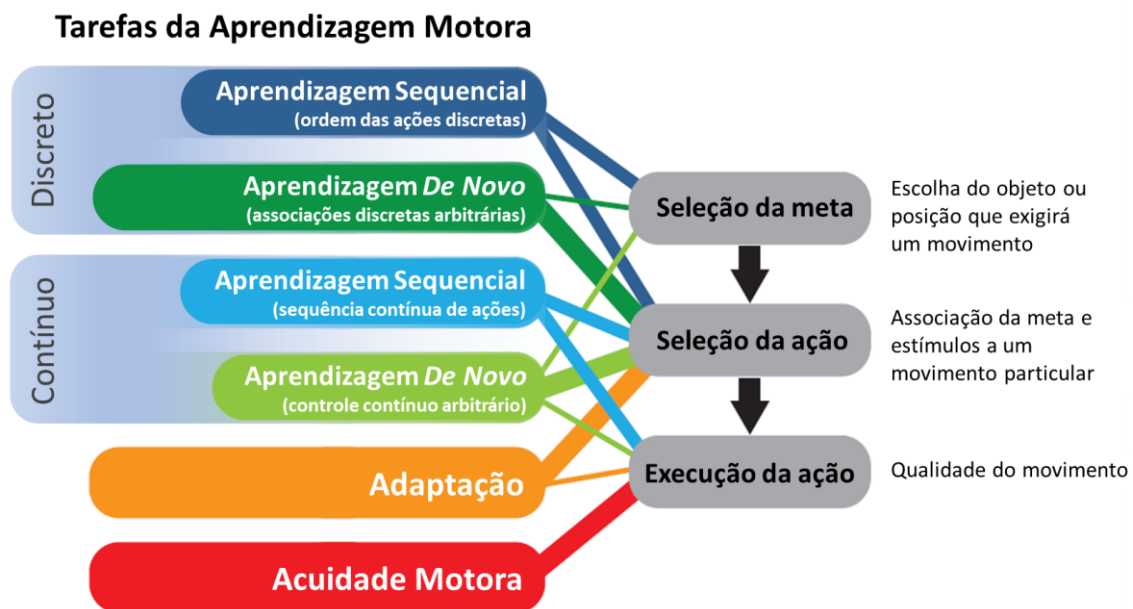 Tarefas da Aprendizagem Motora
Discreto
Aprendizagem Sequencial
(ordem das ações discretas)
Aprendizagem De Novo
(associações discretas arbitrárias)
Contínuo
Aprendizagem Sequencial
(sequência contínua de ações)
Aprendizagem De Novo
(controle contínuo arbitrário)
Adaptação
Acuidade Motora
Seleção da meta
Escolha do objeto ou
posição que exigirá
um movimento
Seleção da ação
Associação da meta e
estímulos a um
movimento particular
Execução da ação
Qualidade do movimento